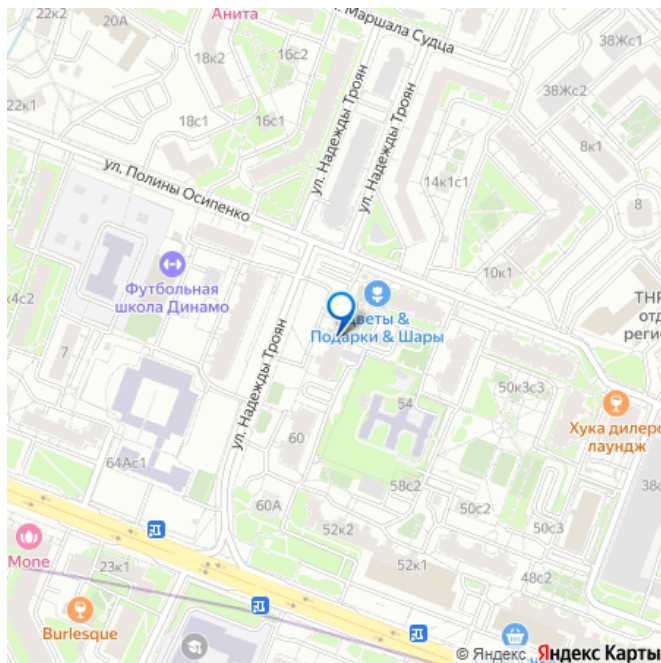 Анита
22к2
20А
. Маршала Судца
16с2
38Жс1
18к2
38Жс2
22к1
18с1
16с1
ул. Надежды Троян
ул. Надежды Троян
8к1
14к1с1
ул. Полины Осипенко
8
10к1
Футбольная
школа Динамо
к4с2
Цветы &
Подарки & Шары
7
ул. Надежды Троян
50к3с3
54
Хука дилерс
лаундж
60
64Ас1
58с2
60А
50с2
50с3
52к2
52к1
48с2
Mone
23к1
Burlesque
© Яндекс Яндекс Карты